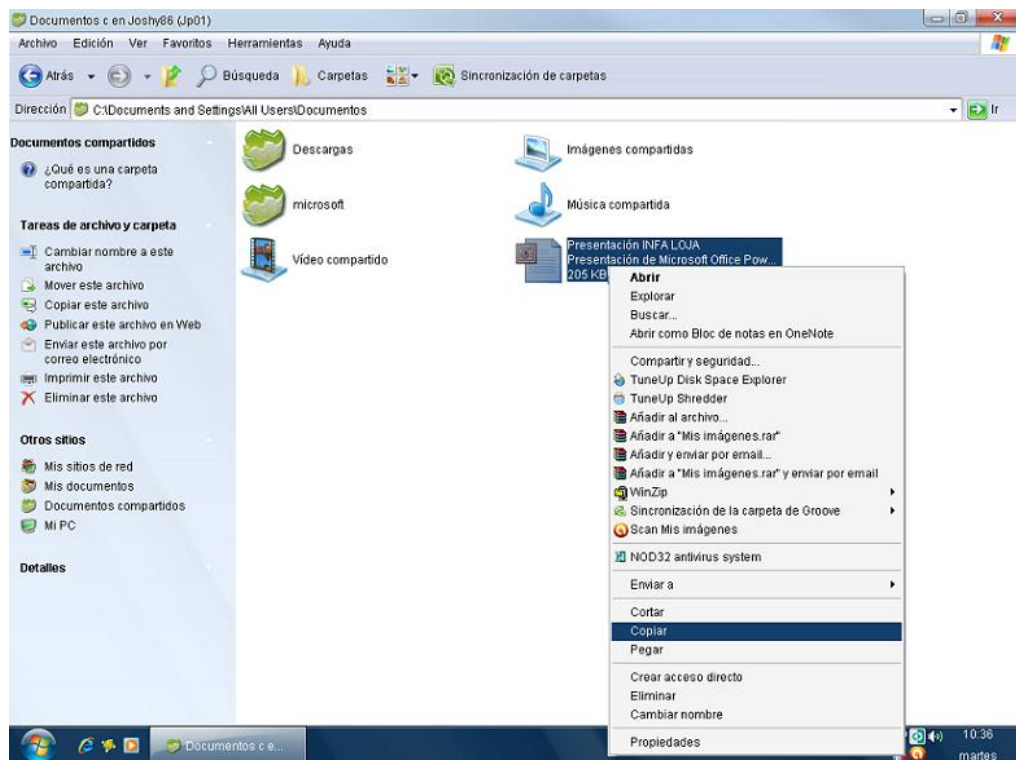 Documentos c en Joshy86 (Jp01)
Archivo Edición Ver Favoritos Herramientas Ayuda
Atrás Búsqueda Carpetas Sincronización de carpetas
Dirección C:\Documents and Settings\All Users\Documentos Ir
Documentos compartidos
¿Qué es una carpeta
compartida?
Tareas de archivo y carpeta
Cambiar nombre a este
archivo
Mover este archivo
Copiar este archivo
Publicar este archivo en Web
Enviar este archivo por
correo electrónico
Imprimir este archivo
Eliminar este archivo
Otros sitios
Mis sitios de red
Mis documentos
Documentos compartidos
Mi PC
Detalles
Descargas
Imágenes compartidas
microsoft
Música compartida
Vídeo compartido
Presentación INFA LOJA
Presentación de Microsoft Office Pow...
205 KB
Abrir
Explorar
Buscar...
Abrir como Bloc de notas en OneNote
Compartir y seguridad...
TuneUp Disk Space Explorer
TuneUp Shredder
Añadir al archivo...
Añadir a "Mis imágenes.rar"
Añadir y enviar por email...
Añadir a "Mis imágenes.rar" y enviar por email
WinZip
Sincronización de la carpeta de Groove
Scan Mis imágenes
NOD32 antivirus system
Enviar a
Cortar
Copiar
Pegar
Crear acceso directo
Eliminar
Cambiar nombre
Propiedades
Documentos c e...
10:36
martes